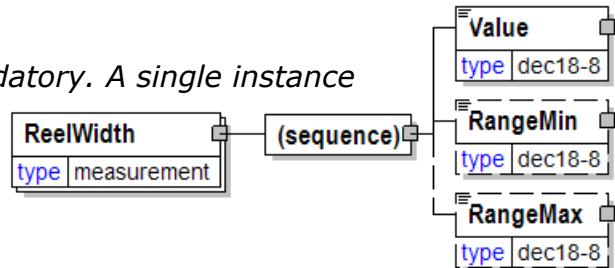 Value
type dec18-8
datory. A single instance
ReelWidth
type measurement
(sequence)
RangeMin
type dec18-8
RangeMax
type dec18-8